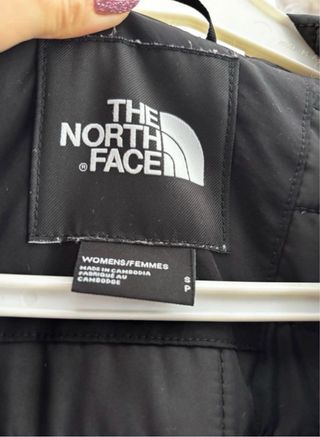 THE
NORTH
FACE
®
WOMENS/FEMMES
MADE IN CAMBODIA
FABRIQUÉ AU
CAMBODGE
S
P